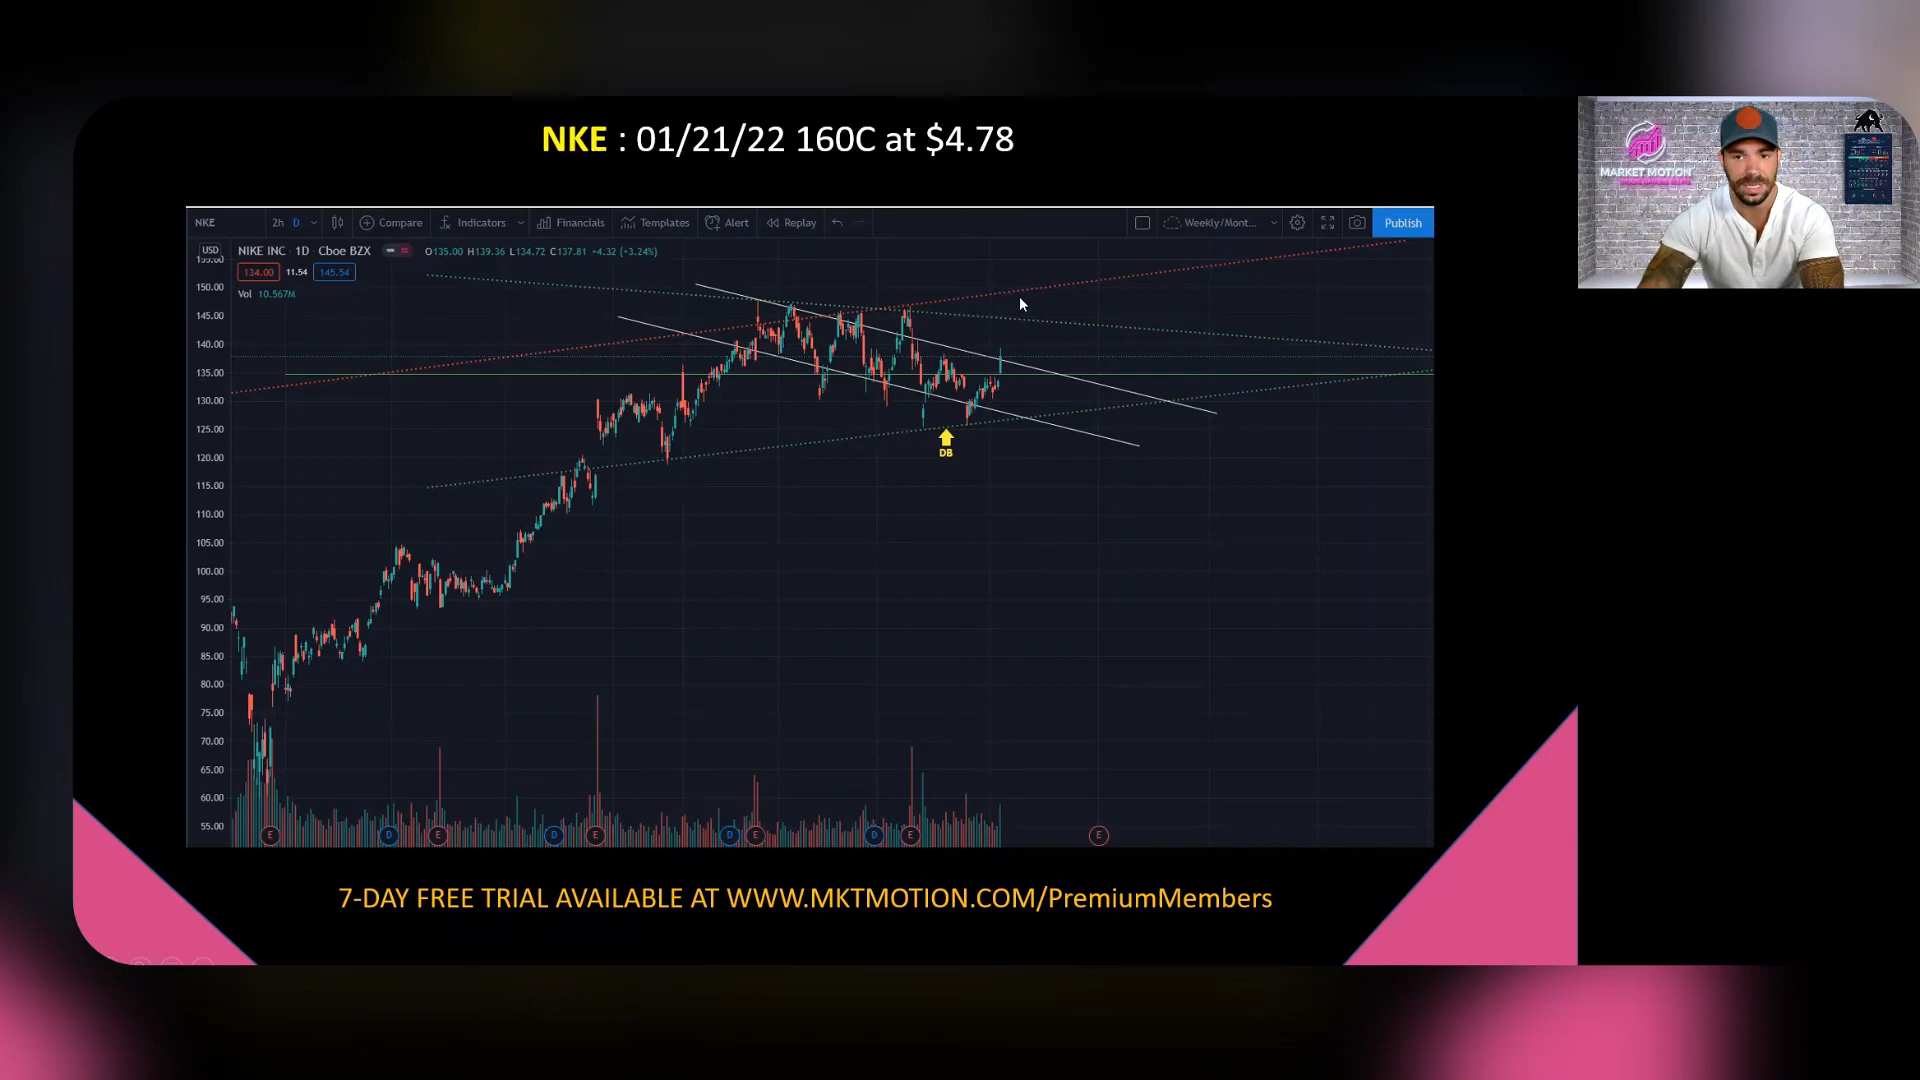 NKE : 01/21/22 160C at $4.78
MARKET MOTION
NKE 2h D Compare Indicators Financials Templates Alert Replay Weekly/Mont... Publish
USD NIKE INC · 1D · Cboe BZX O135.00 H139.36 L134.72 C137.81 +4.32 (+3.24%)
155.00
134.00 11.54 145.54
Vol 10.567M
150.00
145.00
140.00
135.00
130.00
125.00
DB
120.00
115.00
110.00
105.00
100.00
95.00
90.00
85.00
80.00
75.00
70.00
65.00
60.00
55.00
E D E D E D E D E E
7-DAY FREE TRIAL AVAILABLE AT WWW.MKTMOTION.COM/PremiumMembers